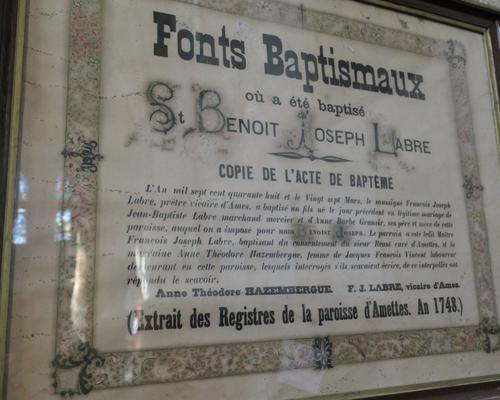 Fonts Baptismaux
où a été baptisé
St Benoit Joseph Labre
COPIE DE L'ACTE DE BAPTÊME
L'An mil sept cent quarante huit et le Vingt sept Mars, le soussigné François Joseph
Labre, prêtre vicaire d'Ames, a baptisé un fils né le jour précédent en légitime mariage de
Jean-Baptiste Labre marchand mercier et d'Anne Barbe Gransir, ses père et mère de cette
paroisse, auquel on a imposé pour nom Benoist Joseph. Le parrain a esté ledit Maître
François Joseph Labre, baptisant du consentement du sieur Réant curé d'Amettes, et la
marraine Anne Théodore Hazembergue, femme de Jacques François Vincent laboureur
demeurant en cette paroisse, lesquels interrogés s'ils scavaient écrire, de ce interpellés ont
répondu le scavoir.
Anne Théodore HAZEMBERGUE. F. J. LABRE, vicaire d'Ames.
(Extrait des Registres de la paroisse d'Amettes. An 1748.)